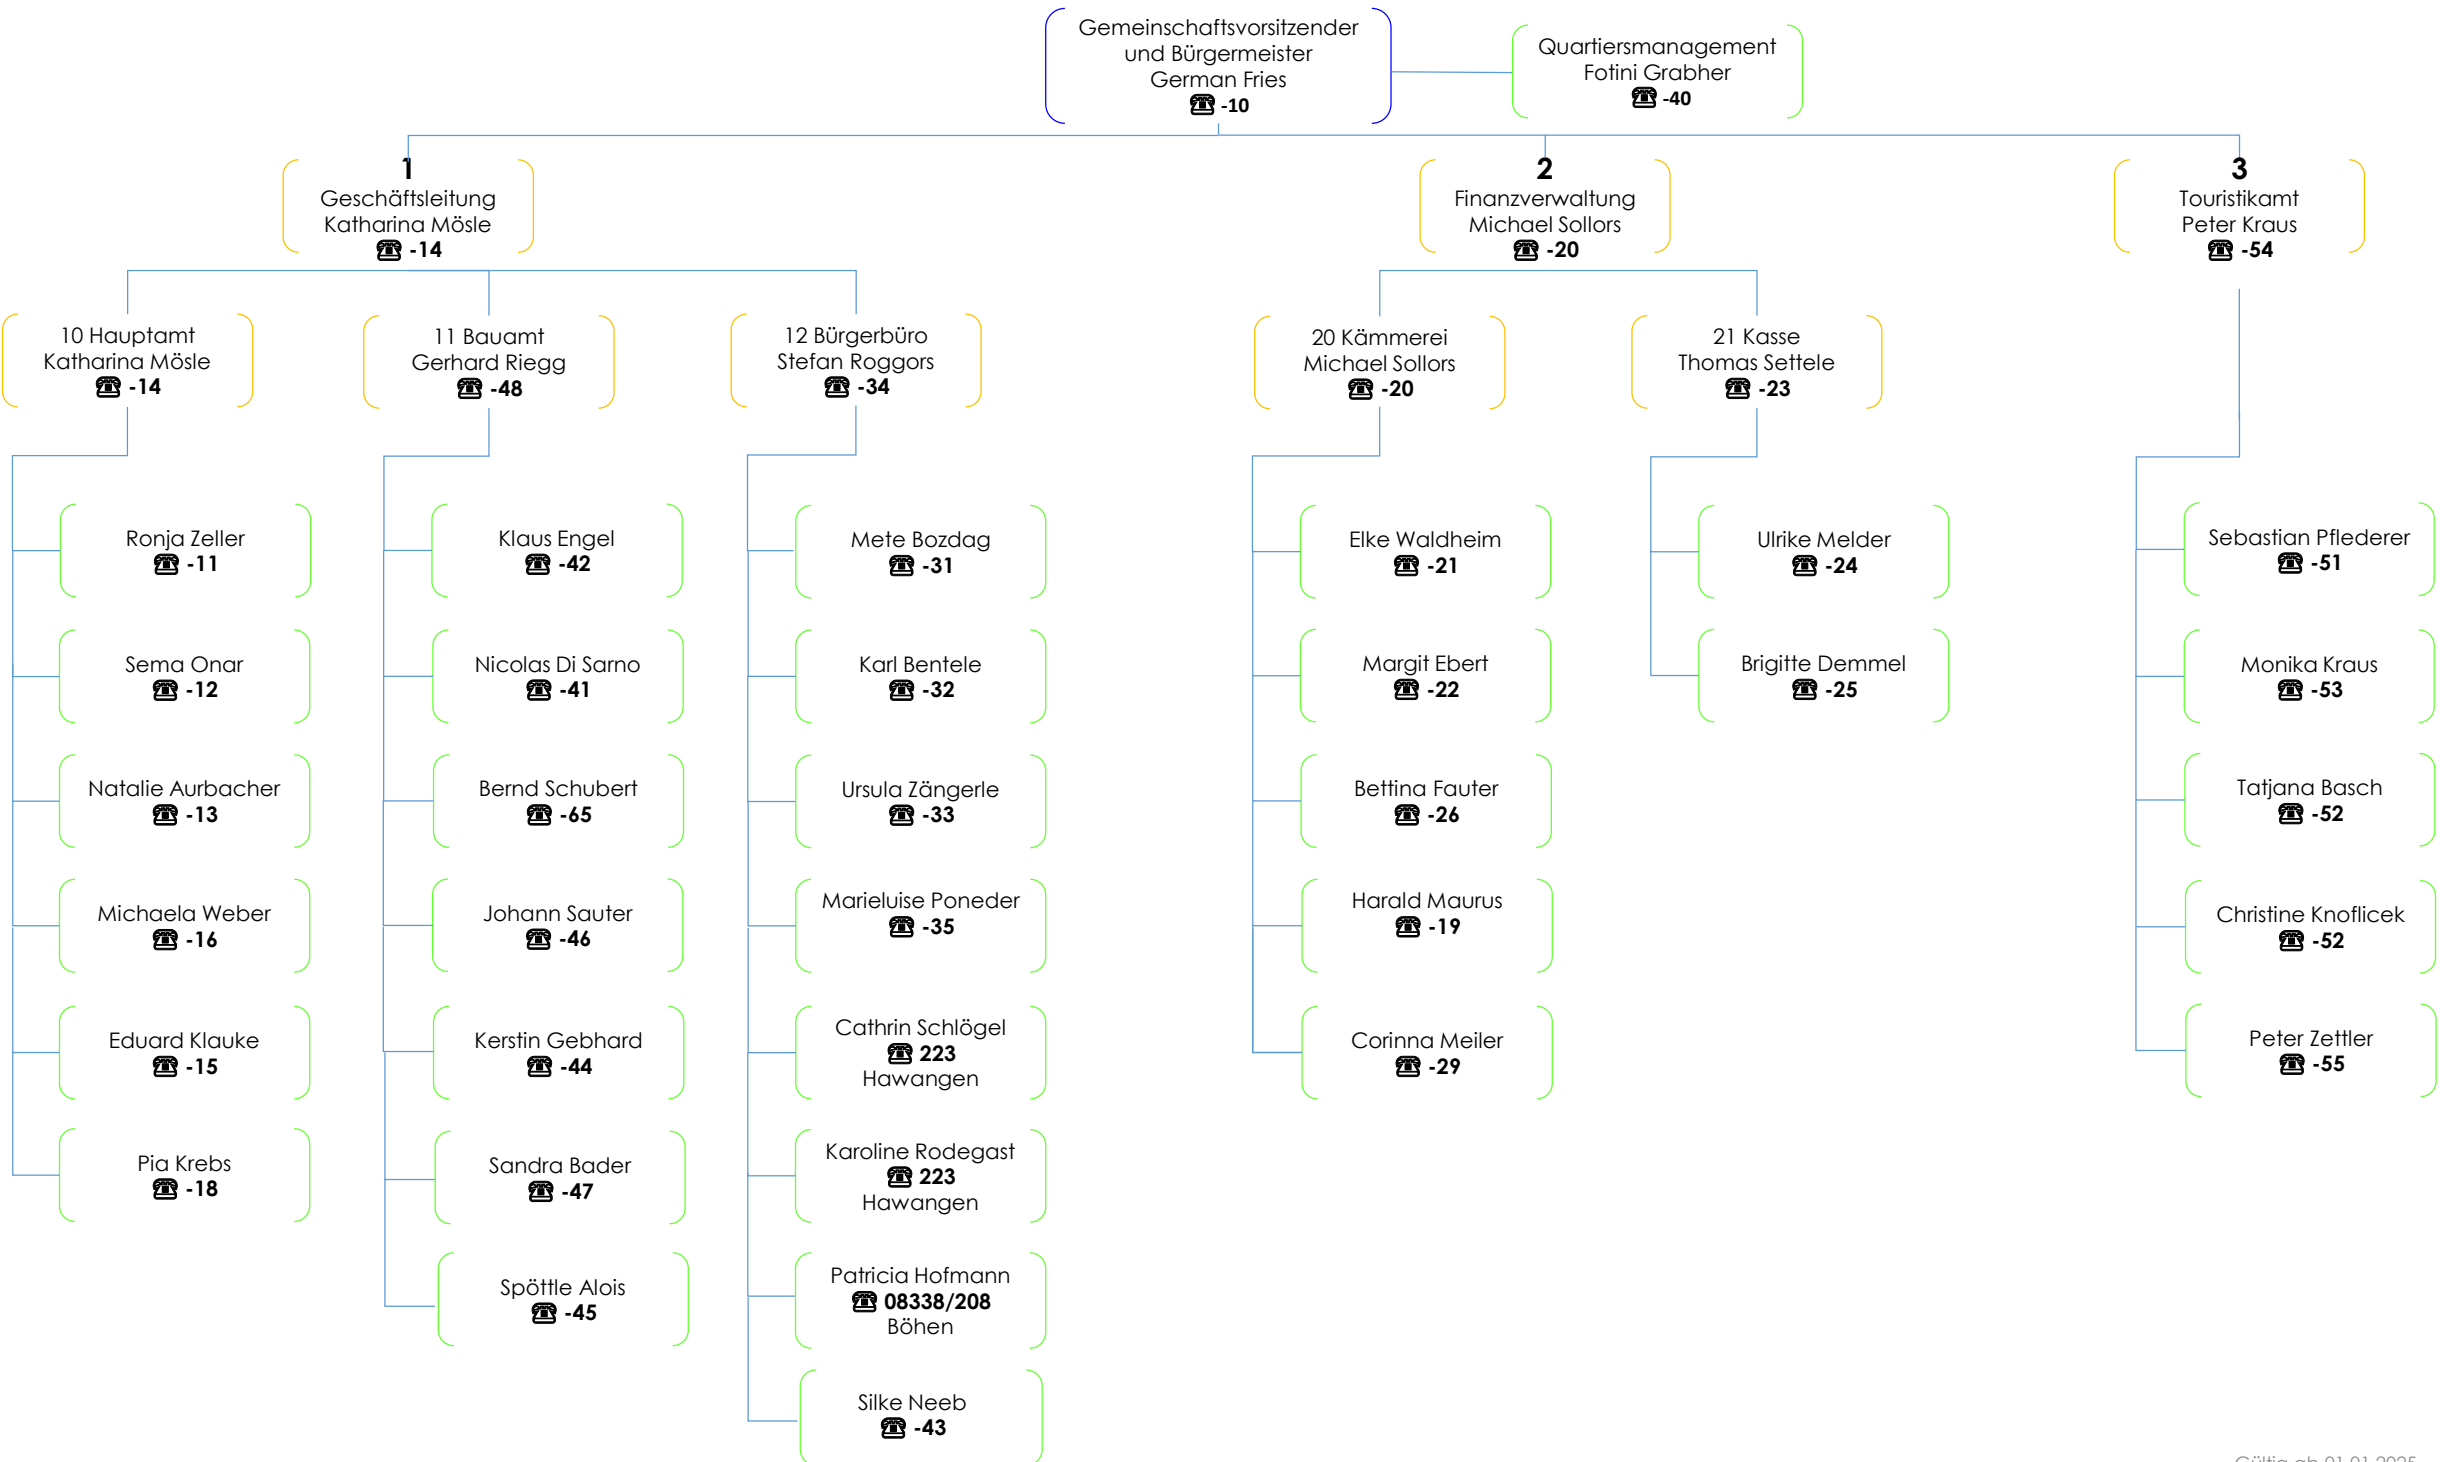 Gemeinschaftsvorsitzender
und Bürgermeister
German Fries
☎ -10
Quartiersmanagement
Fotini Grabher
☎ -40
1
Geschäftsleitung
Katharina Mösle
☎ -14
2
Finanzverwaltung
Michael Sollors
☎ -20
3
Touristikamt
Peter Kraus
☎ -54
10 Hauptamt
Katharina Mösle
☎ -14
11 Bauamt
Gerhard Riegg
☎ -48
12 Bürgerbüro
Stefan Roggors
☎ -34
20 Kämmerei
Michael Sollors
☎ -20
21 Kasse
Thomas Settele
☎ -23
Ronja Zeller
☎ -11
Sema Onar
☎ -12
Natalie Aurbacher
☎ -13
Michaela Weber
☎ -16
Eduard Klauke
☎ -15
Pia Krebs
☎ -18
Klaus Engel
☎ -42
Nicolas Di Sarno
☎ -41
Bernd Schubert
☎ -65
Johann Sauter
☎ -46
Kerstin Gebhard
☎ -44
Sandra Bader
☎ -47
Spöttle Alois
☎ -45
Mete Bozdag
☎ -31
Karl Bentele
☎ -32
Ursula Zängerle
☎ -33
Marieluise Poneder
☎ -35
Cathrin Schlögel
☎ 223
Hawangen
Karoline Rodegast
☎ 223
Hawangen
Patricia Hofmann
☎ 08338/208
Böhen
Silke Neeb
☎ -43
Elke Waldheim
☎ -21
Margit Ebert
☎ -22
Bettina Fauter
☎ -26
Harald Maurus
☎ -19
Corinna Meiler
☎ -29
Ulrike Melder
☎ -24
Brigitte Demmel
☎ -25
Sebastian Pflederer
☎ -51
Monika Kraus
☎ -53
Tatjana Basch
☎ -52
Christine Knoflicek
☎ -52
Peter Zettler
☎ -55
Gültig ab 01.01.2025